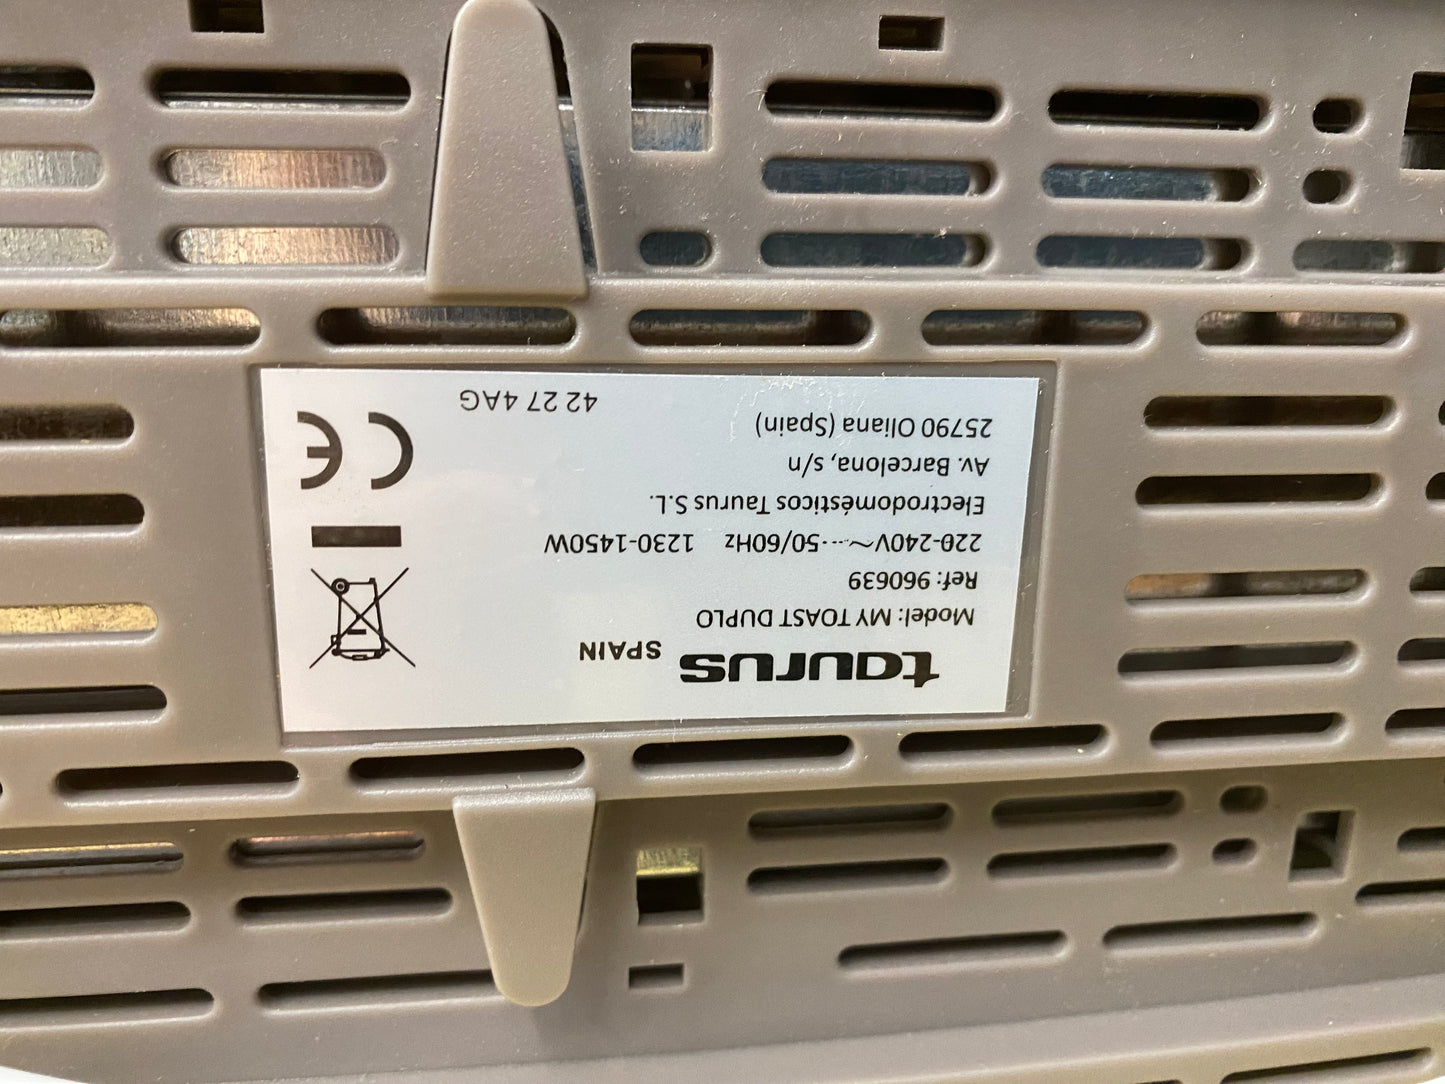 taurus SPAIN
Model: MY TOAST DUPLO
Ref: 960639
220-240V~---50/60Hz 1230-1450W
Electrodomésticos Taurus S.L.
Av. Barcelona, s/n
25790 Oliana (Spain)
42 27 4AG
CE